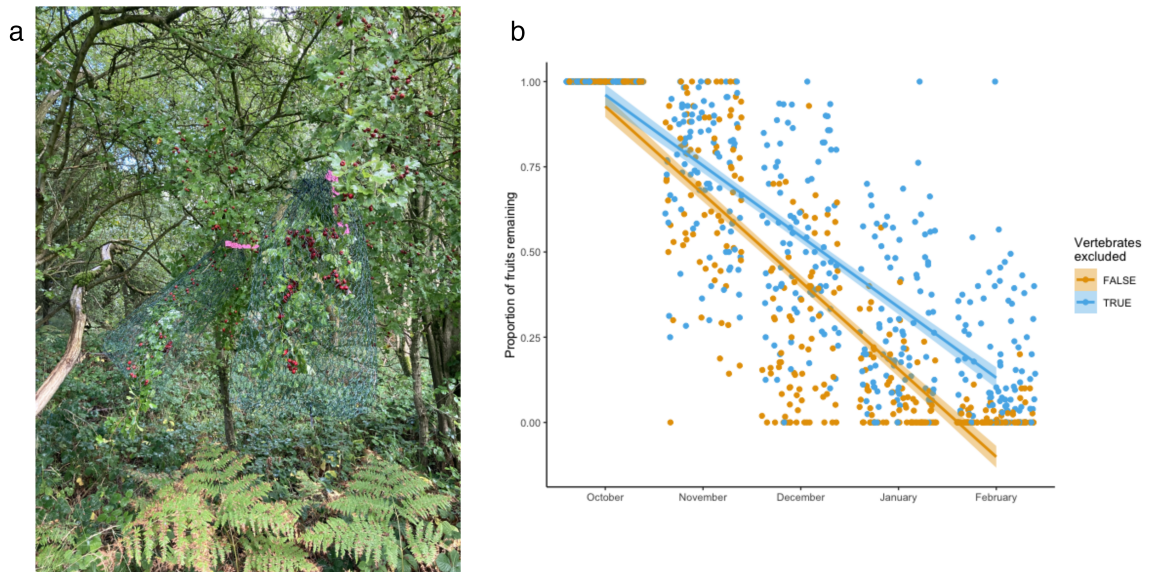 a
b
1.00
0.75
0.50
0.25
0.00
Proportion of fruits remaining
October November December January February
Vertebrates
excluded
FALSE
TRUE